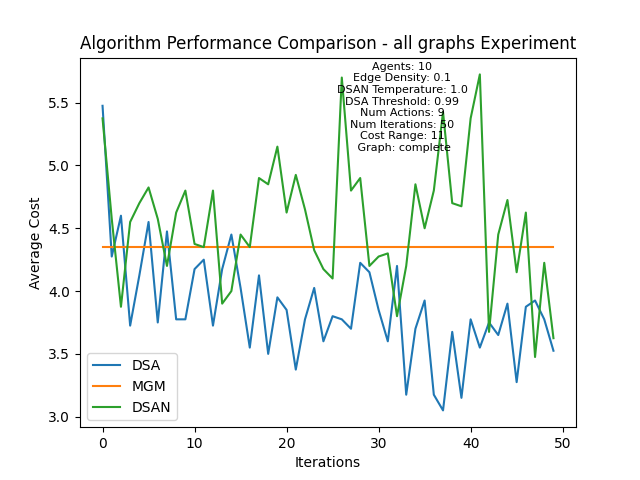 Algorithm Performance Comparison - all graphs Experiment
Agents: 10
Edge Density: 0.1
DSAN Temperature: 1.0
DSA Threshold: 0.99
Num Actions: 9
Num Iterations: 50
Cost Range: 11
Graph: complete
Average Cost
5.5
5.0
4.5
4.0
3.5
3.0
DSA
MGM
DSAN
0 10 20 30 40 50
Iterations